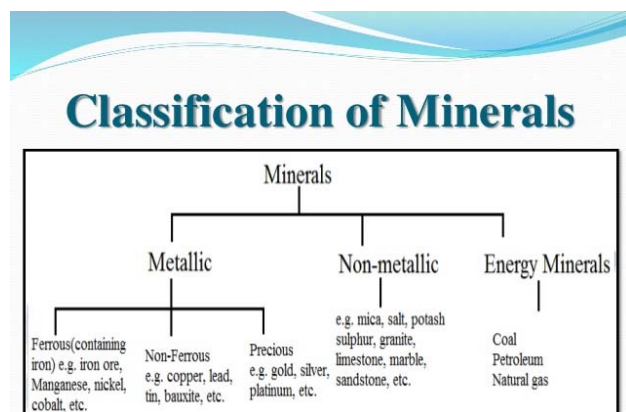 Classification of Minerals
Minerals
Metallic
Non-metallic
Energy Minerals
Ferrous(containing
iron) e.g. iron ore,
Manganese, nickel,
cobalt, etc.
Non-Ferrous
e.g. copper, lead,
tin, bauxite, etc.
Precious
e.g. gold, silver,
platinum, etc.
e.g. mica, salt, potash
sulphur, granite,
limestone, marble,
sandstone, etc.
Coal
Petroleum
Natural gas